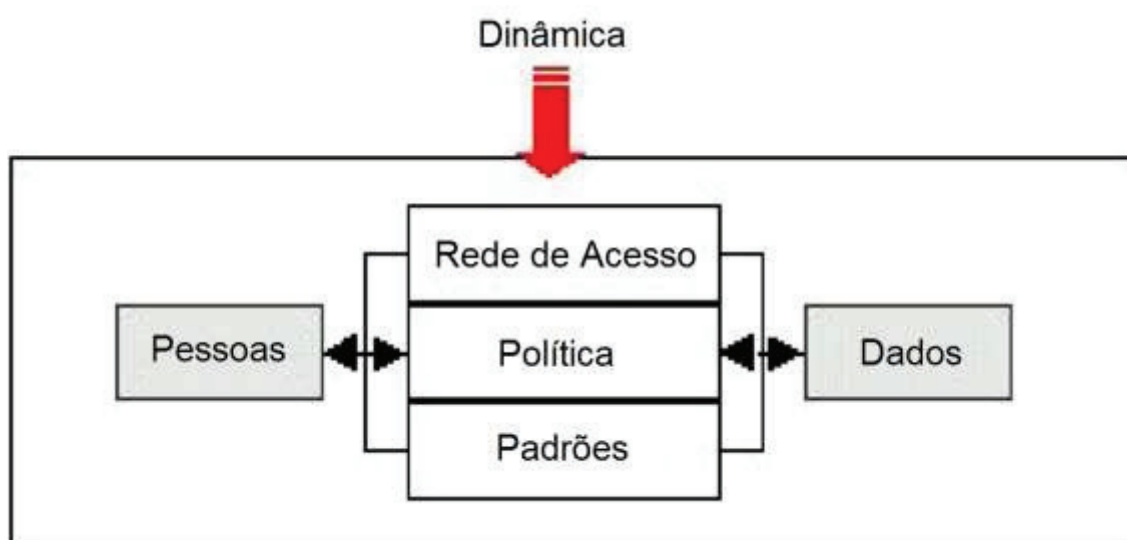 Dinâmica
Rede de Acesso
Pessoas
Política
Dados
Padrões